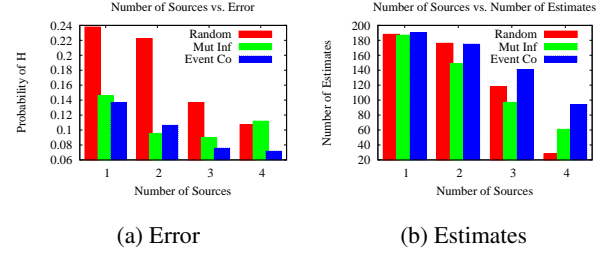 Number of Sources vs. Error
Probability of H
0.24
0.22
0.2
0.18
0.16
0.14
0.12
0.1
0.08
0.06
Random
Mut Inf
Event Co
1 2 3 4
Number of Sources
(a) Error
Number of Sources vs. Number of Estimates
Number of Estimates
200
180
160
140
120
100
80
60
40
20
Random
Mut Inf
Event Co
1 2 3 4
Number of Sources
(b) Estimates